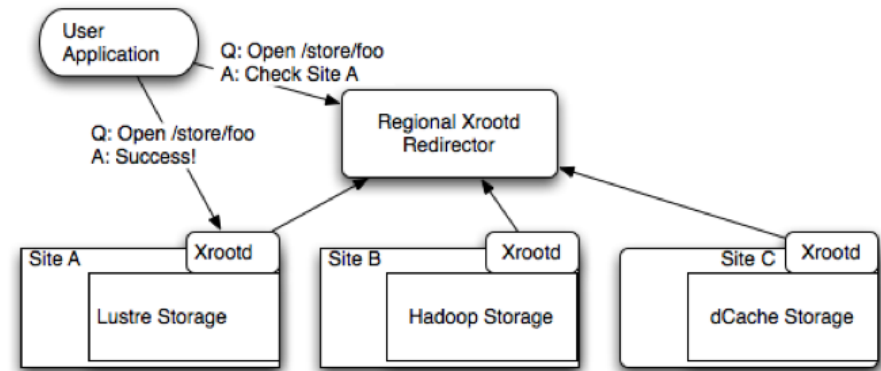 User
Application
Q: Open /store/foo
A: Check Site A
Q: Open /store/foo
A: Success!
Regional Xrootd
Redirector
Site A
Xrootd
Lustre Storage
Site B
Xrootd
Hadoop Storage
Site C
Xrootd
dCache Storage